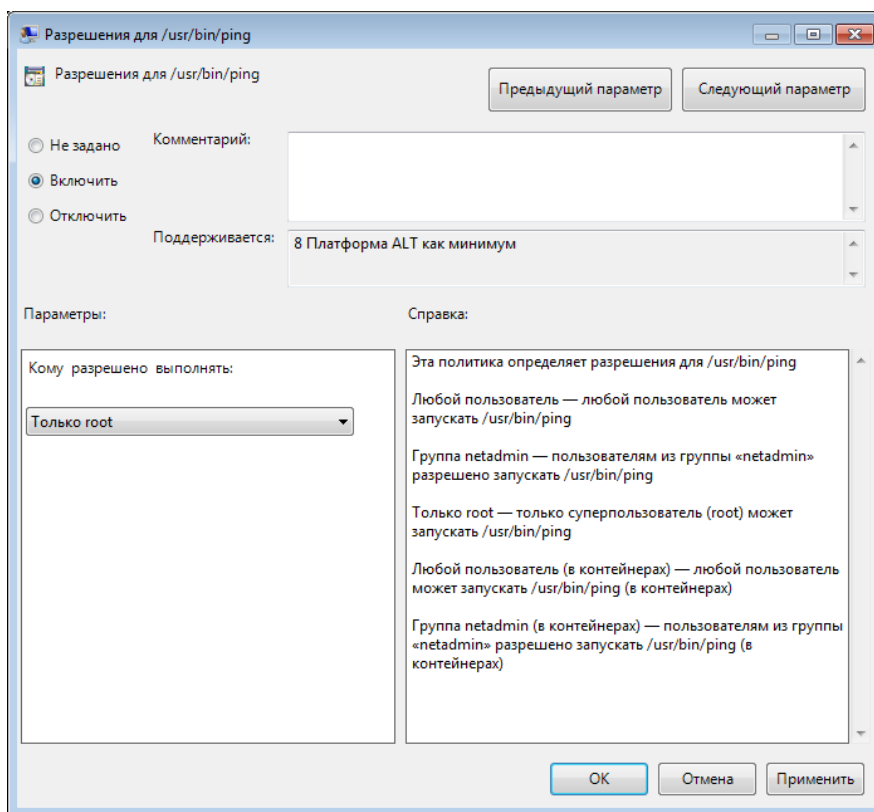 Разрешения для /usr/bin/ping
Разрешения для /usr/bin/ping
Предыдущий параметр
Следующий параметр
Не задано
Комментарий:
Включить
Отключить
Поддерживается:
8 Платформа ALT как минимум
Параметры:
Справка:
Кому разрешено выполнять:
Только root
Эта политика определяет разрешения для /usr/bin/ping
Любой пользователь — любой пользователь может
запускать /usr/bin/ping
Группа netadmin — пользователям из группы «netadmin»
разрешено запускать /usr/bin/ping
Только root — только суперпользователь (root) может
запускать /usr/bin/ping
Любой пользователь (в контейнерах) — любой пользователь
может запускать /usr/bin/ping (в контейнерах)
Группа netadmin (в контейнерах) — пользователям из группы
«netadmin» разрешено запускать /usr/bin/ping (в
контейнерах)
ОК
Отмена
Применить